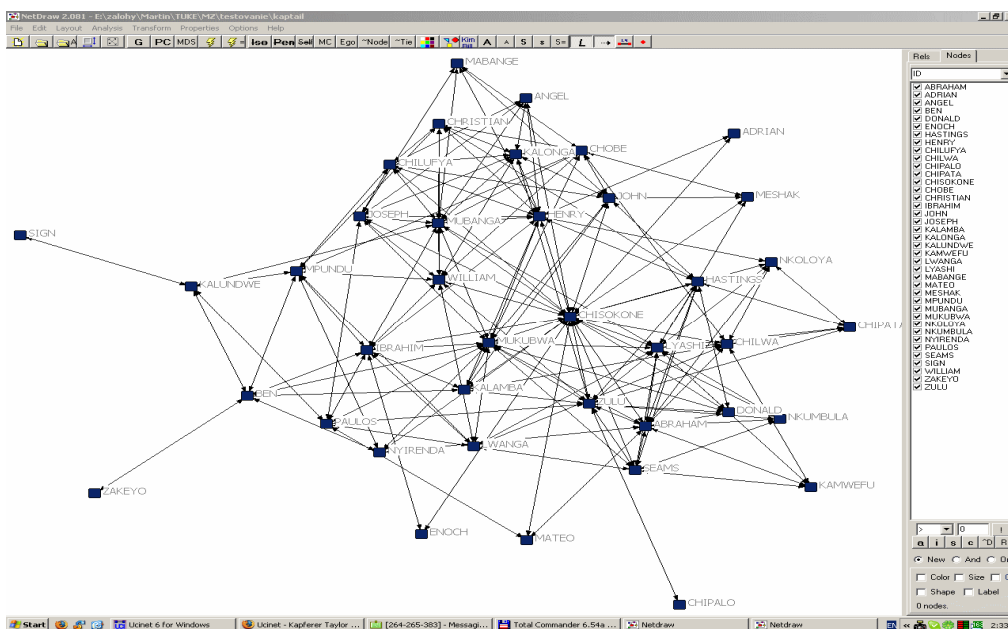 NetDraw 2.081 - E:\zalohy\Martin\TUKE\MZ\testovanie\kaptail
File Edit Layout Analysis Transform Properties Options Help
G PC MDS Iso Pen Self MC Ego ~Node ~Tie A A S s S= L
Rels Nodes
ID
ABRAHAM
ADRIAN
ANGEL
BEN
DONALD
ENOCH
HASTINGS
HENRY
CHILUFYA
CHILWA
CHIPALO
CHIPATA
CHISOKONE
CHOBE
CHRISTIAN
IBRAHIM
JOHN
JOSEPH
KALAMBA
KALONGA
KALUNDWE
KAMWEFU
LWANGA
LYASHI
MABANGE
MATEO
MESHAK
MPUNDU
MUBANGA
MUKUBWA
NKOLOYA
NKUMBULA
NYIRENDA
PAULOS
SEAMS
SIGN
WILLIAM
ZAKEYO
ZULU
> 0
a i s c ~D R
New And Or
Color Size
Shape Label
0 nodes.
MABANGE
ANGEL
CHRISTIAN
ADRIAN
KALONGA
CHOBE
CHILUFYA
JOHN
MESHAK
JOSEPH
MUBANGA
HENRY
SIGN
NKOLOYA
MPUNDU
WILLIAM
HASTINGS
KALUNDWE
CHISOKONE
CHIPATA
MUKUBWA
LYASHI
CHILWA
IBRAHIM
KALAMBA
BEN
ZULU
DONALD
NKUMBULA
PAULOS
ABRAHAM
NYIRENDA
LWANGA
SEAMS
KAMWEFU
ZAKEYO
ENOCH
MATEO
CHIPALO
Start Ucinet 6 for Windows Ucinet - Kapferer Taylor ... [264-265-383] - Messagi... Total Commander 6.54a ... Netdraw Netdraw EN